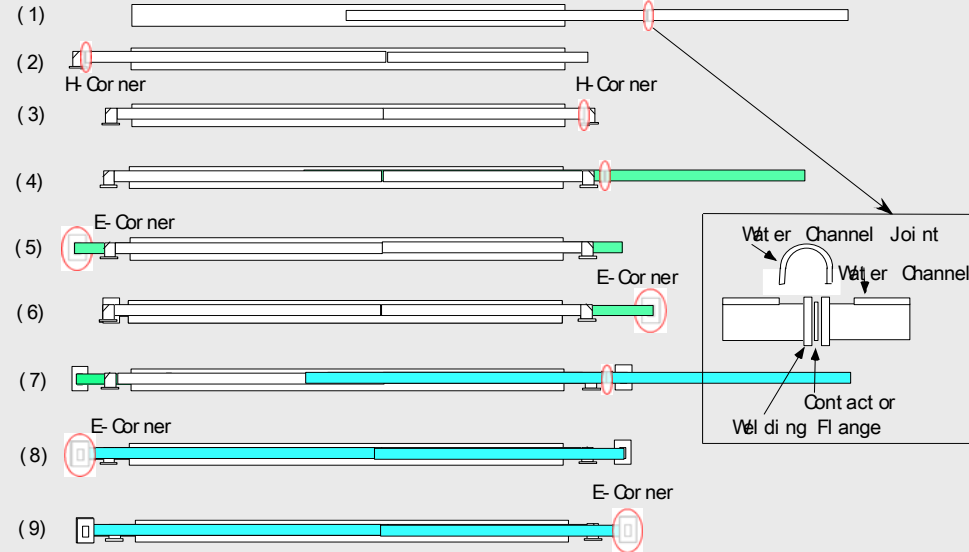 (1)
(2)
H-Corner H-Corner
(3)
(4)
E-Corner
(5)
E-Corner
(6)
(7)
E-Corner
(8)
E-Corner
(9)
Water Channel Joint
Water Channel
Contactor
Welding Flange